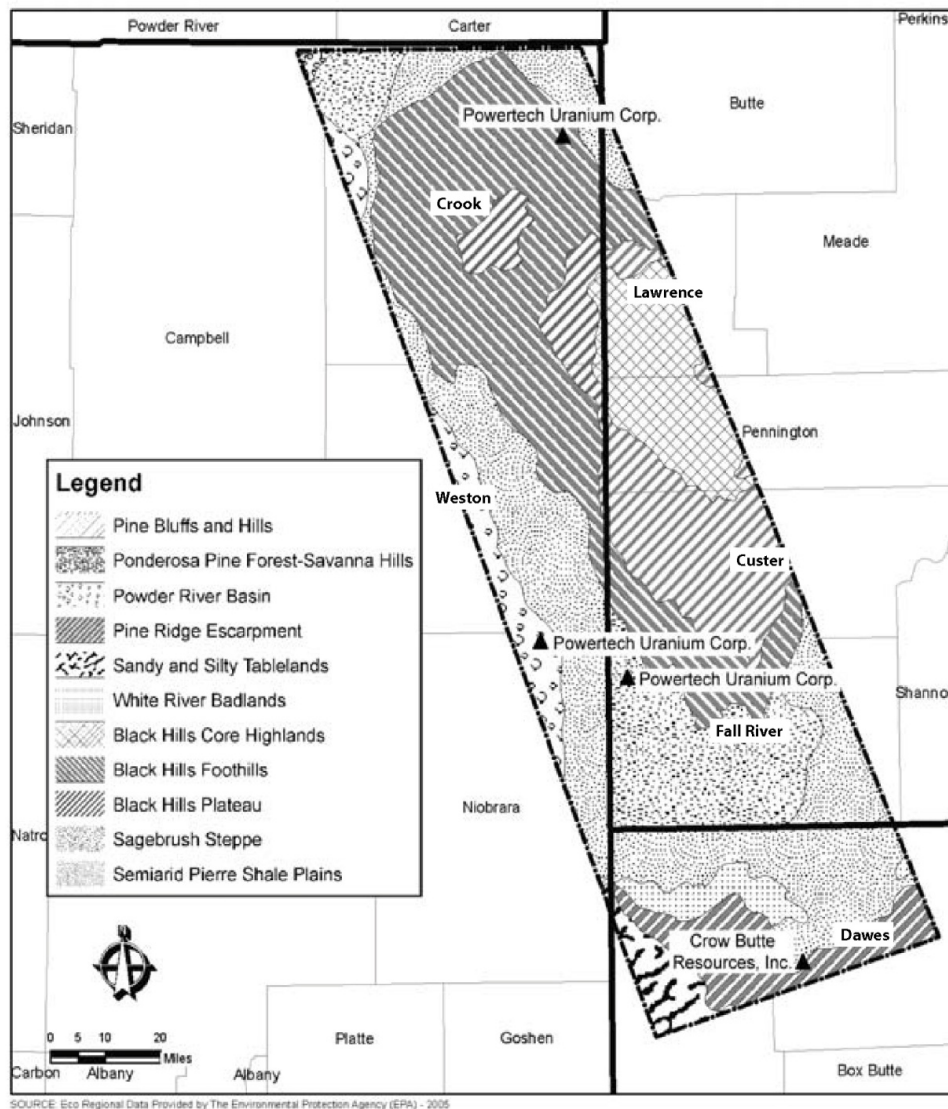 Powder River
Carter
Perkins
Sheridan
Butte
Powertech Uranium Corp.
Crook
Meade
Lawrence
Campbell
Johnson
Pennington
Legend
Pine Bluffs and Hills
Ponderosa Pine Forest-Savanna Hills
Powder River Basin
Pine Ridge Escarpment
Sandy and Silty Tablelands
White River Badlands
Black Hills Core Highlands
Black Hills Foothills
Black Hills Plateau
Sagebrush Steppe
Semiarid Pierre Shale Plains
Weston
Custer
Powertech Uranium Corp.
Powertech Uranium Corp.
Shanno
Fall River
Natro
Niobrara
Dawes
Crow Butte
Resources, Inc.
N
0 5 10 20
Miles
Platte
Goshen
Carbon
Albany
Albany
Box Butte
SOURCE: Eco Regional Data Provided by The Environmental Protection Agency (EPA) - 2005